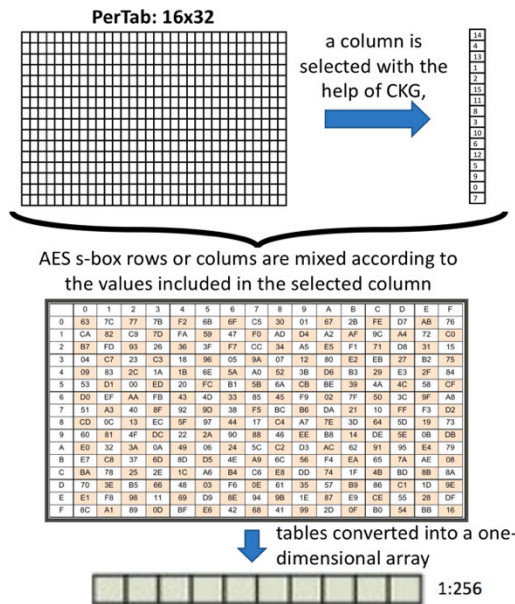 PerTab: 16x32
a column is
selected with the
help of CKG,
14
4
13
1
2
15
11
8
3
10
6
12
5
9
0
7
AES s-box rows or colums are mixed according to
the values included in the selected column
0 1 2 3 4 5 6 7 8 9 A B C D E F
0 63 7C 77 7B F2 6B 6F C5 30 01 67 2B FE D7 AB 76
1 CA 82 C9 7D FA 59 47 F0 AD D4 A2 AF 9C A4 72 C0
2 B7 FD 93 26 36 3F F7 CC 34 A5 E5 F1 71 D8 31 15
3 04 C7 23 C3 18 96 05 9A 07 12 80 E2 EB 27 B2 75
4 09 83 2C 1A 1B 6E 5A A0 52 3B D6 B3 29 E3 2F 84
5 53 D1 00 ED 20 FC B1 5B 6A CB BE 39 4A 4C 58 CF
6 D0 EF AA FB 43 4D 33 85 45 F9 02 7F 50 3C 9F A8
7 51 A3 40 8F 92 9D 38 F5 BC B6 DA 21 10 FF F3 D2
8 CD 0C 13 EC 5F 97 44 17 C4 A7 7E 3D 64 5D 19 73
9 60 81 4F DC 22 2A 90 88 46 EE B8 14 DE 5E 0B DB
A E0 32 3A 0A 49 06 24 5C C2 D3 AC 62 91 95 E4 79
B E7 C8 37 6D 8D D5 4E A9 6C 56 F4 EA 65 7A AE 08
C BA 78 25 2E 1C A6 B4 C6 E8 DD 74 1F 4B BD 8B 8A
D 70 3E B5 66 48 03 F6 0E 61 35 57 B9 86 C1 1D 9E
E E1 F8 98 11 69 D9 8E 94 9B 1E 87 E9 CE 55 28 DF
F 8C A1 89 0D BF E6 42 68 41 99 2D 0F B0 54 BB 16
tables converted into a one-
dimensional array
1:256